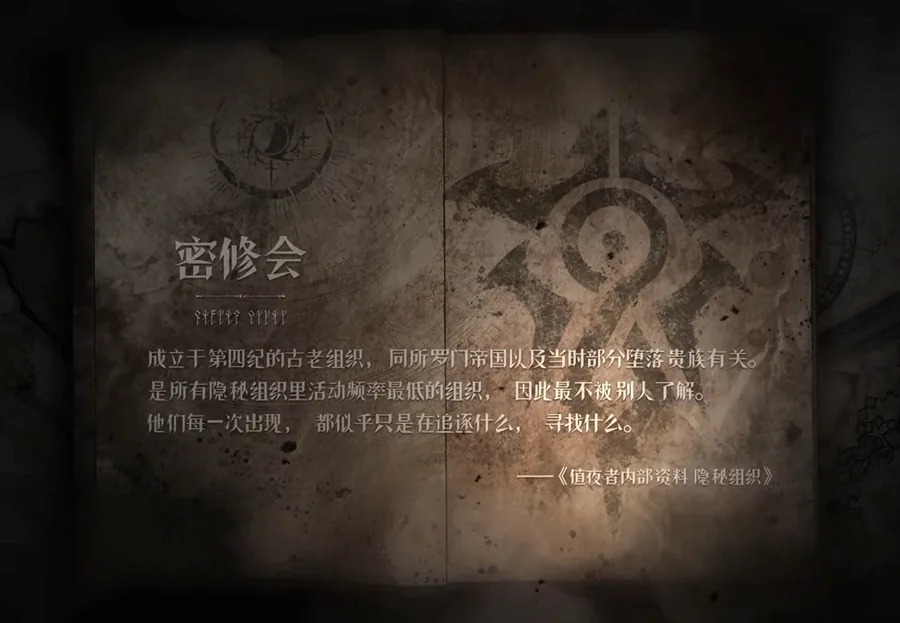 密修会
成立于第四纪的古老组织， 同所罗门帝国以及当时部分堕落贵族有关。
是所有隐秘组织里活动频率最低的组织， 因此最不被别人了解。
他们每一次出现， 都似乎只是在追逐什么， 寻找什么。
——《值夜者内部资料 隐秘组织》